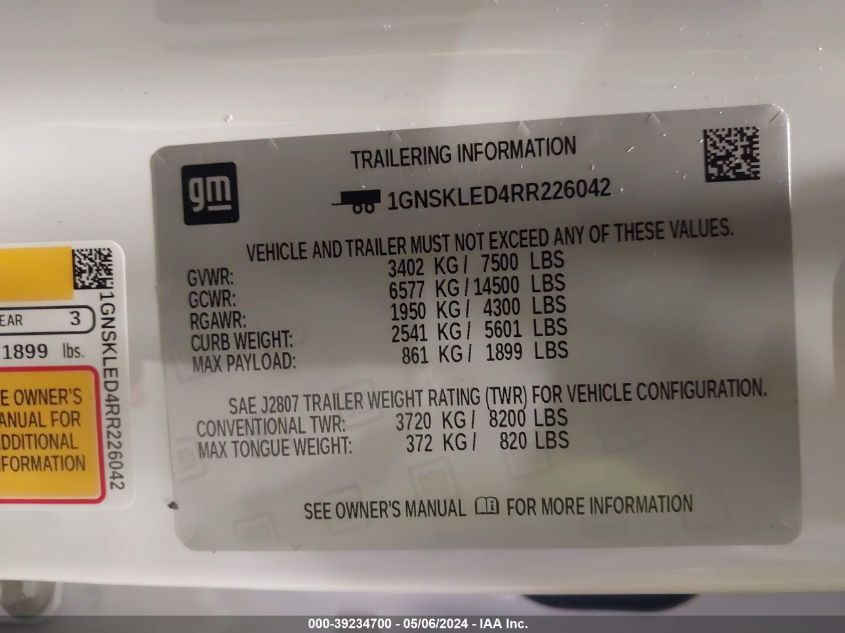 TRAILERING INFORMATION
gm
1GNSKLED4RR226042
VEHICLE AND TRAILER MUST NOT EXCEED ANY OF THESE VALUES.
GVWR: 3402 KG / 7500 LBS
GCWR: 6577 KG / 14500 LBS
RGAWR: 1950 KG / 4300 LBS
CURB WEIGHT: 2541 KG / 5601 LBS
MAX PAYLOAD: 861 KG / 1899 LBS
SAE J2807 TRAILER WEIGHT RATING (TWR) FOR VEHICLE CONFIGURATION.
CONVENTIONAL TWR: 3720 KG / 8200 LBS
MAX TONGUE WEIGHT: 372 KG / 820 LBS
SEE OWNER'S MANUAL FOR MORE INFORMATION
EAR 3
1899 lbs.
E OWNER'S
ANUAL FOR
ADDITIONAL
FORMATION
1GNSKLED4RR226042
000-39234700 - 05/06/2024 - IAA Inc.